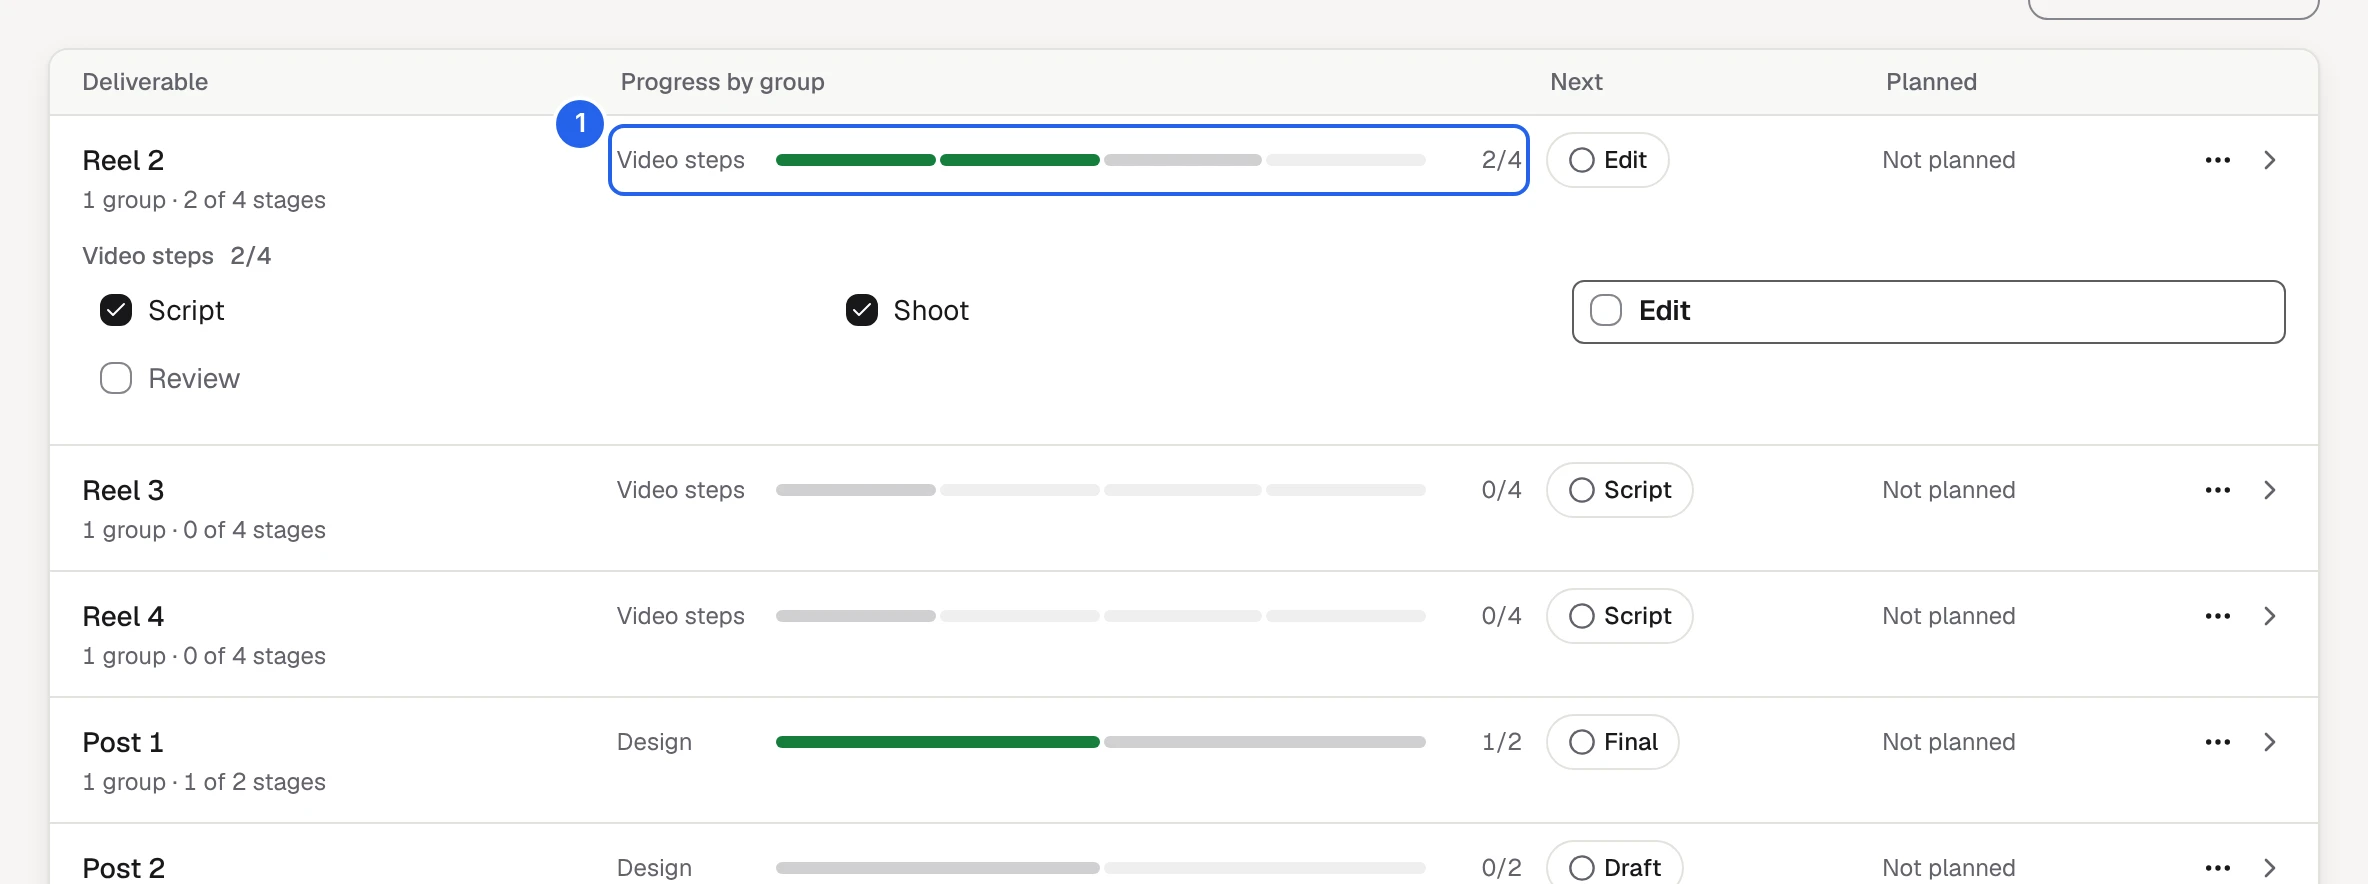 Deliverable Progress by group Next Planned
1
Reel 2 Video steps 2/4 Edit Not planned
1 group · 2 of 4 stages
Video steps 2/4
Script Shoot Edit
Review
Reel 3 Video steps 0/4 Script Not planned
1 group · 0 of 4 stages
Reel 4 Video steps 0/4 Script Not planned
1 group · 0 of 4 stages
Post 1 Design 1/2 Final Not planned
1 group · 1 of 2 stages
Post 2 Design 0/2 Draft Not planned